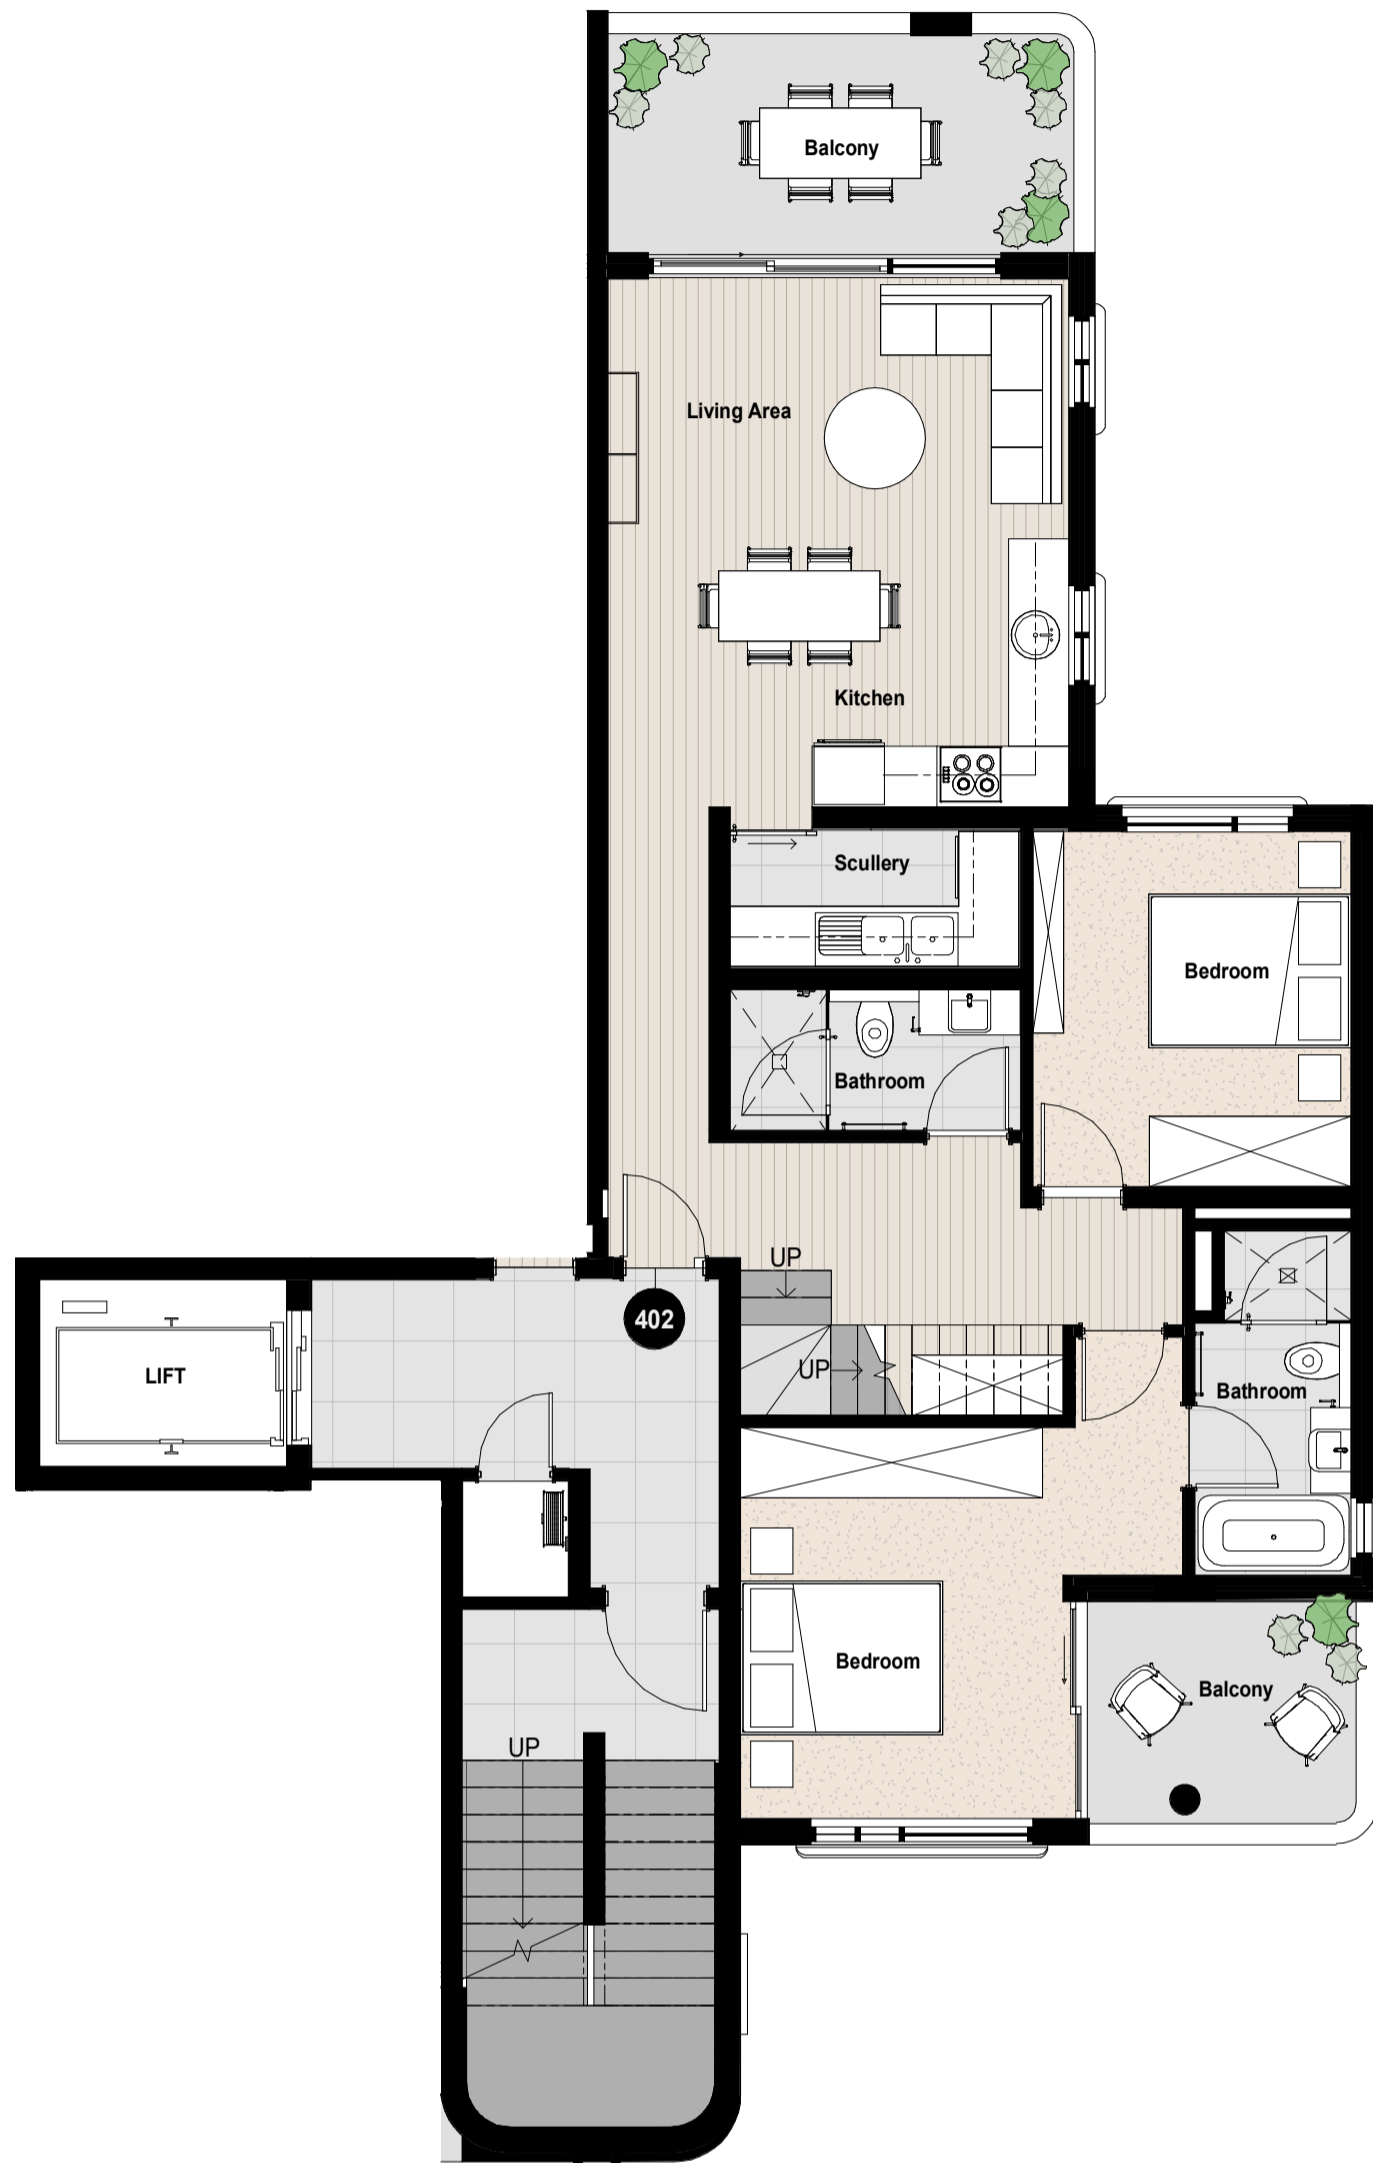 Balcony
Living Area
Kitchen
Scullery
Bedroom
Bathroom
UP
402
LIFT
UP
Bathroom
Bedroom
Balcony
UP